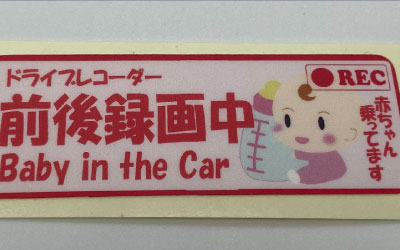 ドライブレコーダー
前後録画中
Baby in the Car
REC
赤ちゃん
乗ってます